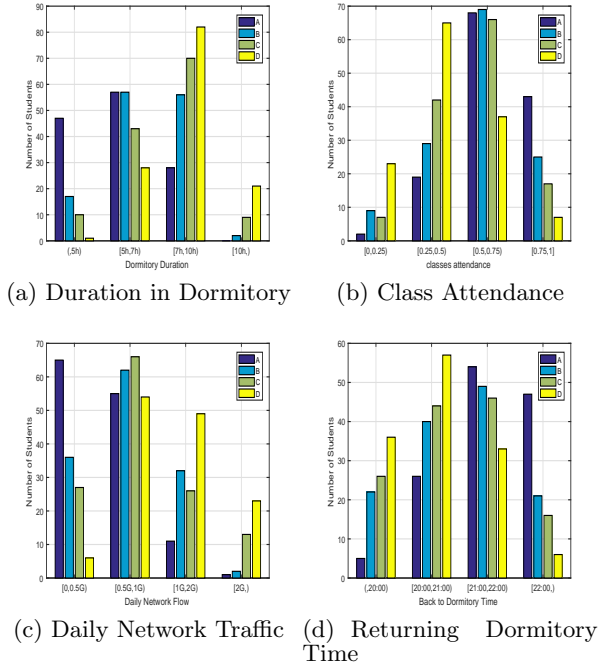 90
80
70
60
50
40
30
20
10
0
Number of Students
(,5h) [5h,7h) [7h,10h) [10h,)
Dormitory Duration
A
B
C
D
(a) Duration in Dormitory
70
60
50
40
30
20
10
0
Number of Students
[0,0.25) [0.25,0.5) [0.5,0.75) [0.75,1]
classes attendance
A
B
C
D
(b) Class Attendance
70
60
50
40
30
20
10
0
Number of Students
[0,0.5G) [0.5G,1G) [1G,2G) [2G,)
Daily Network Flow
A
B
C
D
(c) Daily Network Traffic
60
50
40
30
20
10
0
Number of Students
(,20:00) [20:00,21:00) [21:00,22:00) [22:00,)
Back to Dormitory Time
A
B
C
D
(d) Returning Dormitory
Time